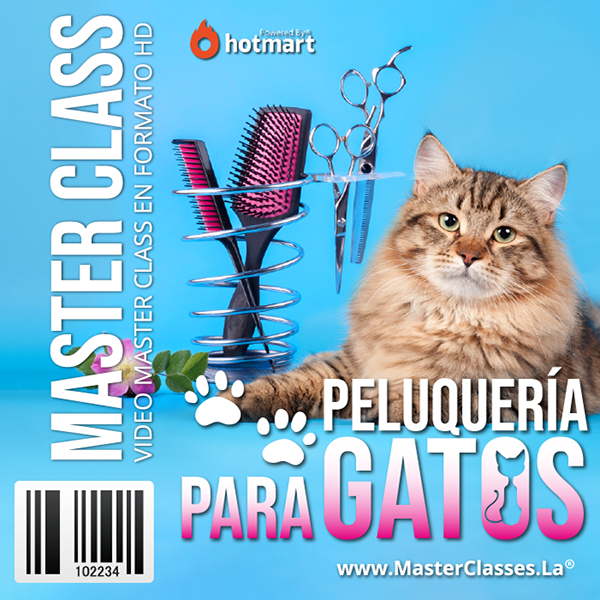 MASTER CLASS
VIDEO MASTER CLASS EN FORMATO HD
Powered By
hotmart
PELUQUERÍA
PARA GATOS
102234
www.MasterClasses.La®